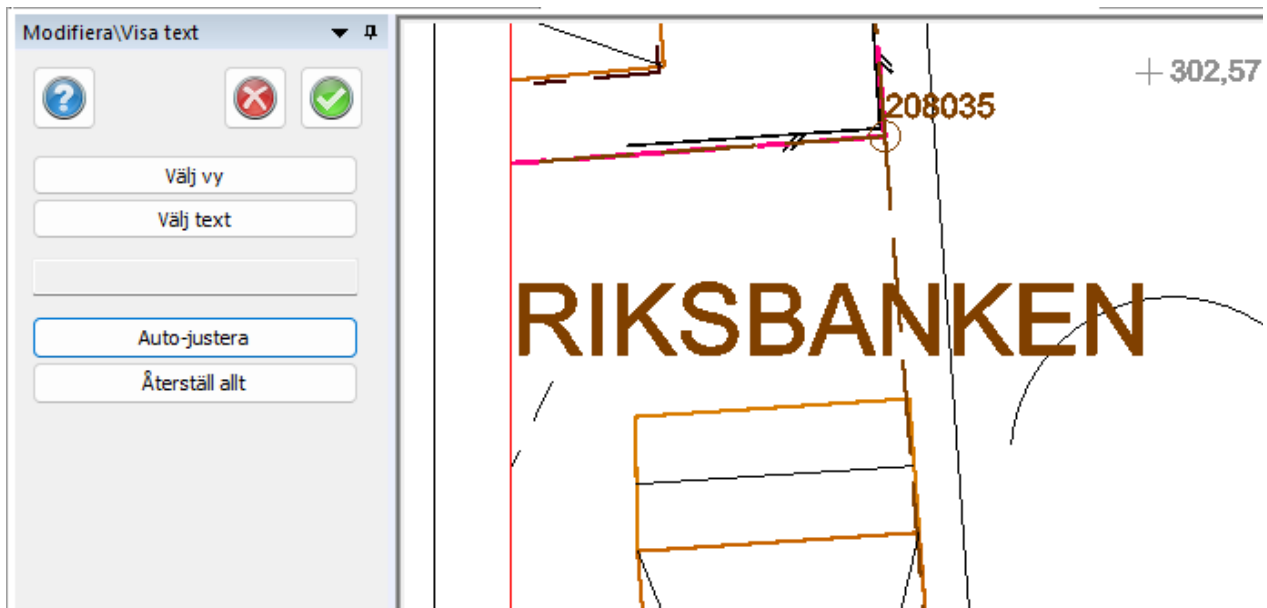 Modifiera\Visa text
Välj vy
Välj text
Auto-justera
Återställ allt
302,57
208035
RIKSBANKEN